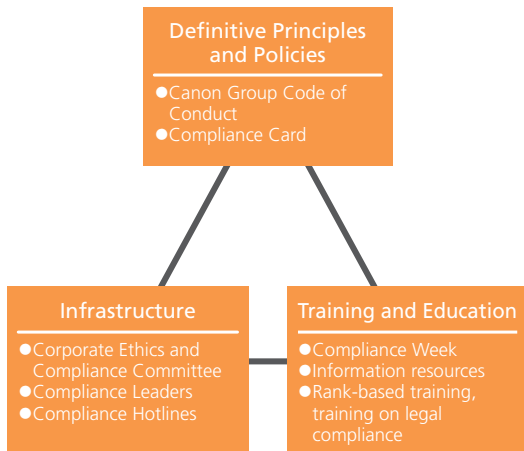 Definitive Principles
and Policies
●Canon Group Code of
Conduct
●Compliance Card
Infrastructure
●Corporate Ethics and
Compliance Committee
●Compliance Leaders
●Compliance Hotlines
Training and Education
●Compliance Week
●Information resources
●Rank-based training,
training on legal
compliance